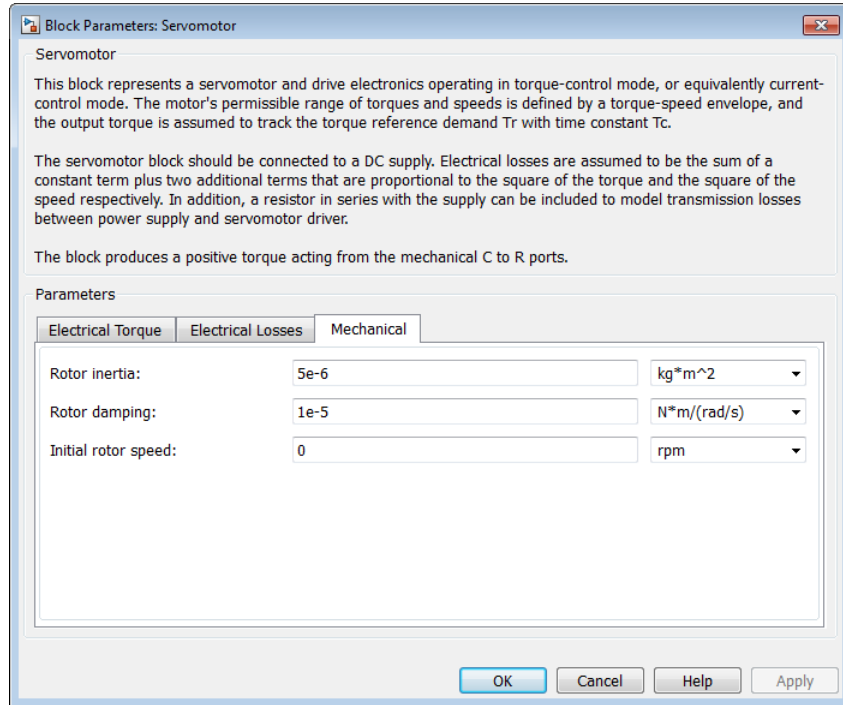 Block Parameters: Servomotor
Servomotor
This block represents a servomotor and drive electronics operating in torque-control mode, or equivalently current-
control mode. The motor's permissible range of torques and speeds is defined by a torque-speed envelope, and
the output torque is assumed to track the torque reference demand Tr with time constant Tc.
The servomotor block should be connected to a DC supply. Electrical losses are assumed to be the sum of a
constant term plus two additional terms that are proportional to the square of the torque and the square of the
speed respectively. In addition, a resistor in series with the supply can be included to model transmission losses
between power supply and servomotor driver.
The block produces a positive torque acting from the mechanical C to R ports.
Parameters
Electrical Torque Electrical Losses Mechanical
Rotor inertia: 5e-6 kg*m^2
Rotor damping: 1e-5 N*m/(rad/s)
Initial rotor speed: 0 rpm
OK Cancel Help Apply